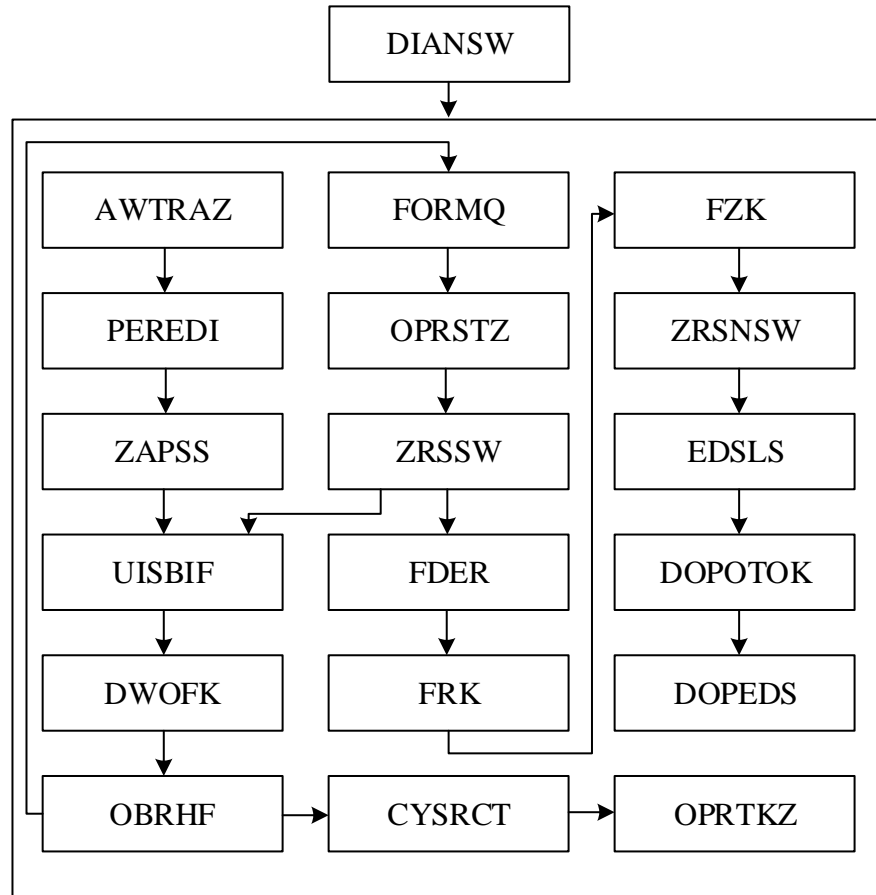 DIANSW
AWTRAZ
FORMQ
FZK
PEREDI
OPRSTZ
ZRSNSW
ZAPSS
ZRSSW
EDSLS
UISBIF
FDER
DOPOTOK
DWOFK
FRK
DOPEDS
OBRHF
CYSRCT
OPRTKZ